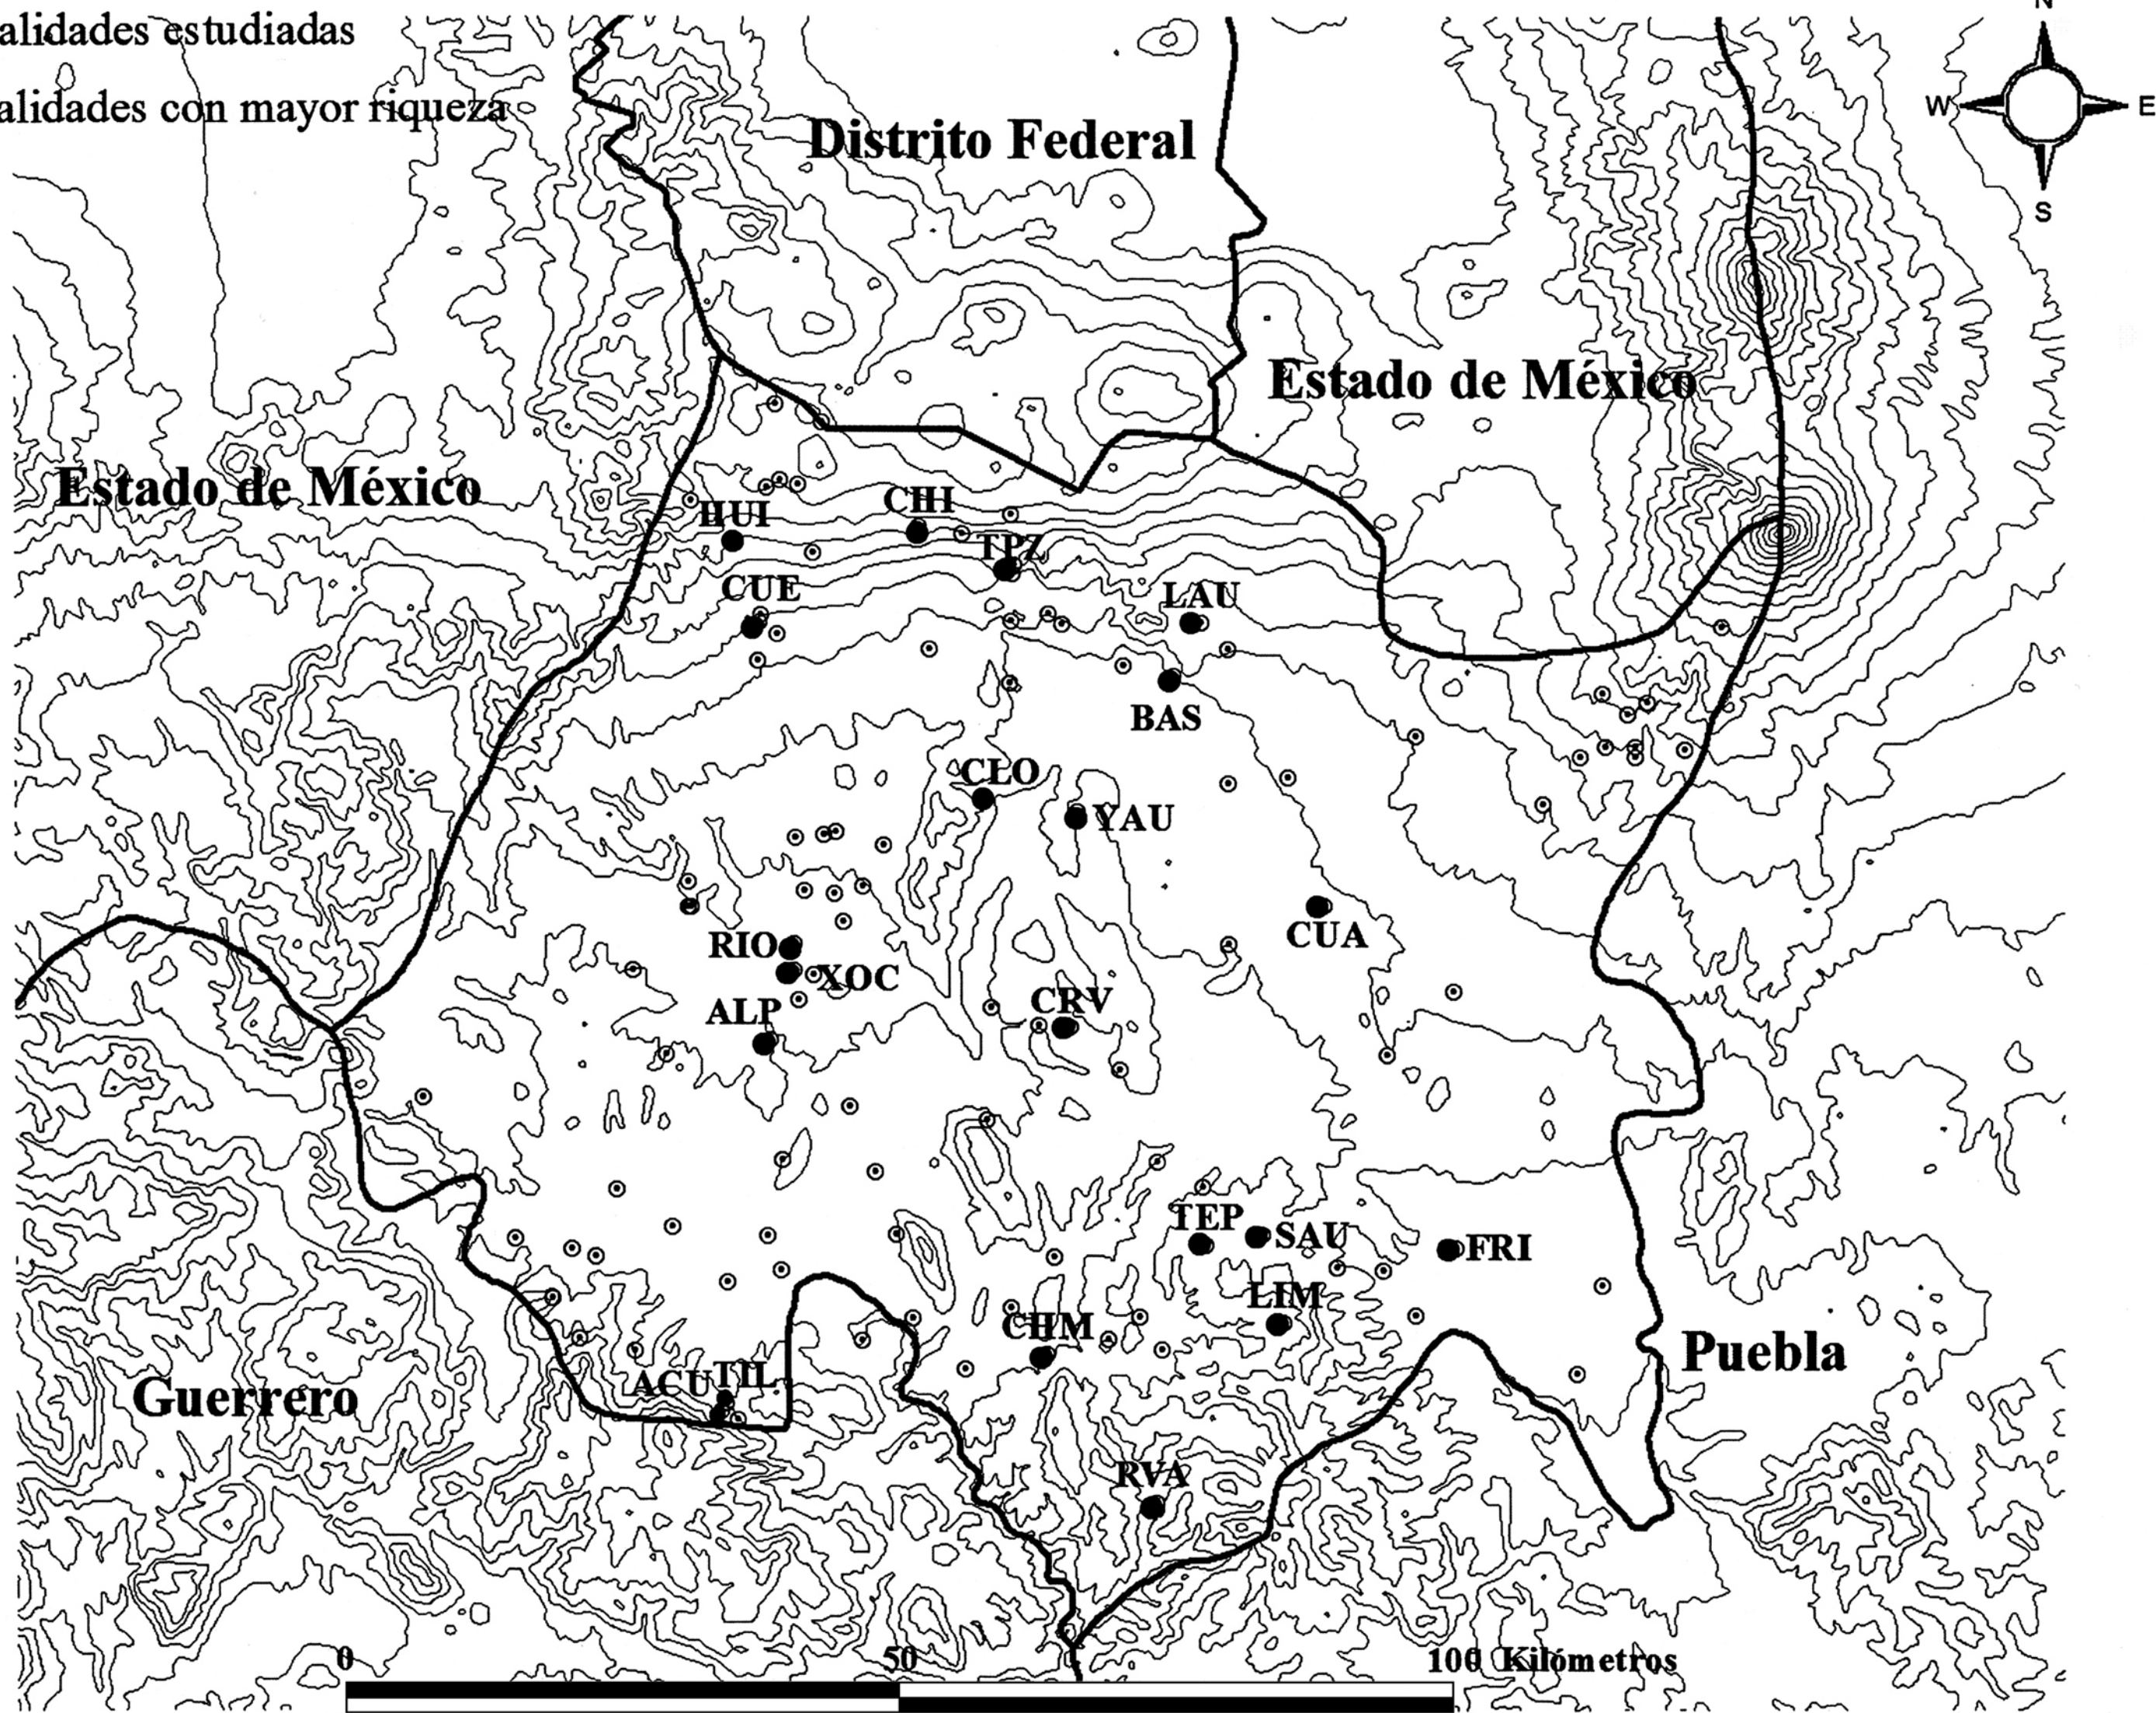 alidades estudiadas
alidades con mayor riqueza
N
W
E
S
Distrito Federal
Estado de México
Estado de México
HUI
CHI
TPZ
CUE
LAU
BAS
CLO
YAU
CUA
RIO
XOC
ALP
CRV
TEP
SAU
FRI
LIM
CHM
ACU
TIL
Guerrero
Puebla
RVA
0
50
100 Kilómetros